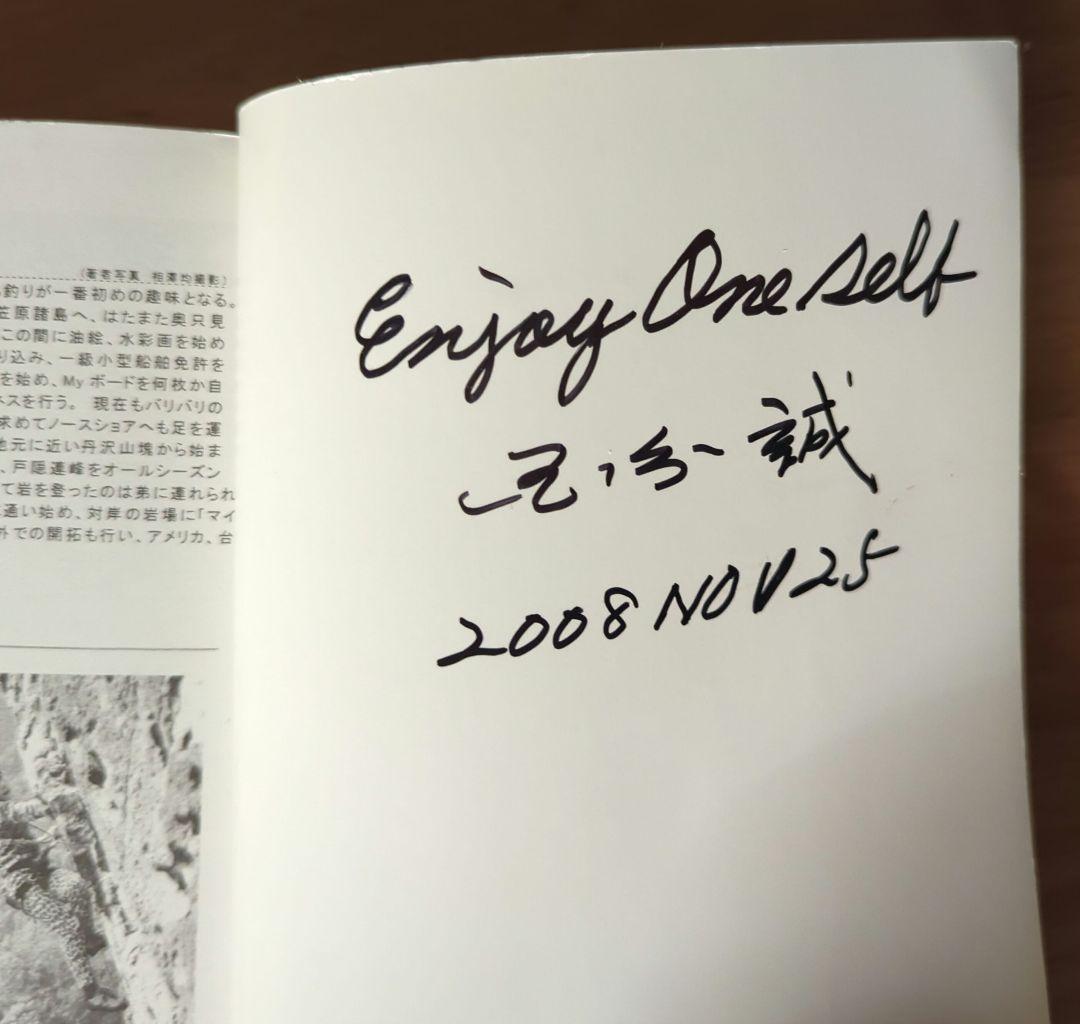 (著者写真 相澤均撮影)
釣りが一番初めの趣味となる。
笠原諸島へ、はたまた奥只見
この間に油絵、水彩画を始め
り込み、一級小型船舶免許を
を始め、Myボードを何枚か自
ネスを行う。 現在もバリバリの
求めてノースショアへも足を運
地元に近い丹沢山塊から始ま
、戸隠連峰をオールシーズン
て岩を登ったのは弟に連れられ
通い始め、対岸の岩場に「マイ
外での開拓も行い、アメリカ、台
Enjoy One self
誠
2008 NOV 25